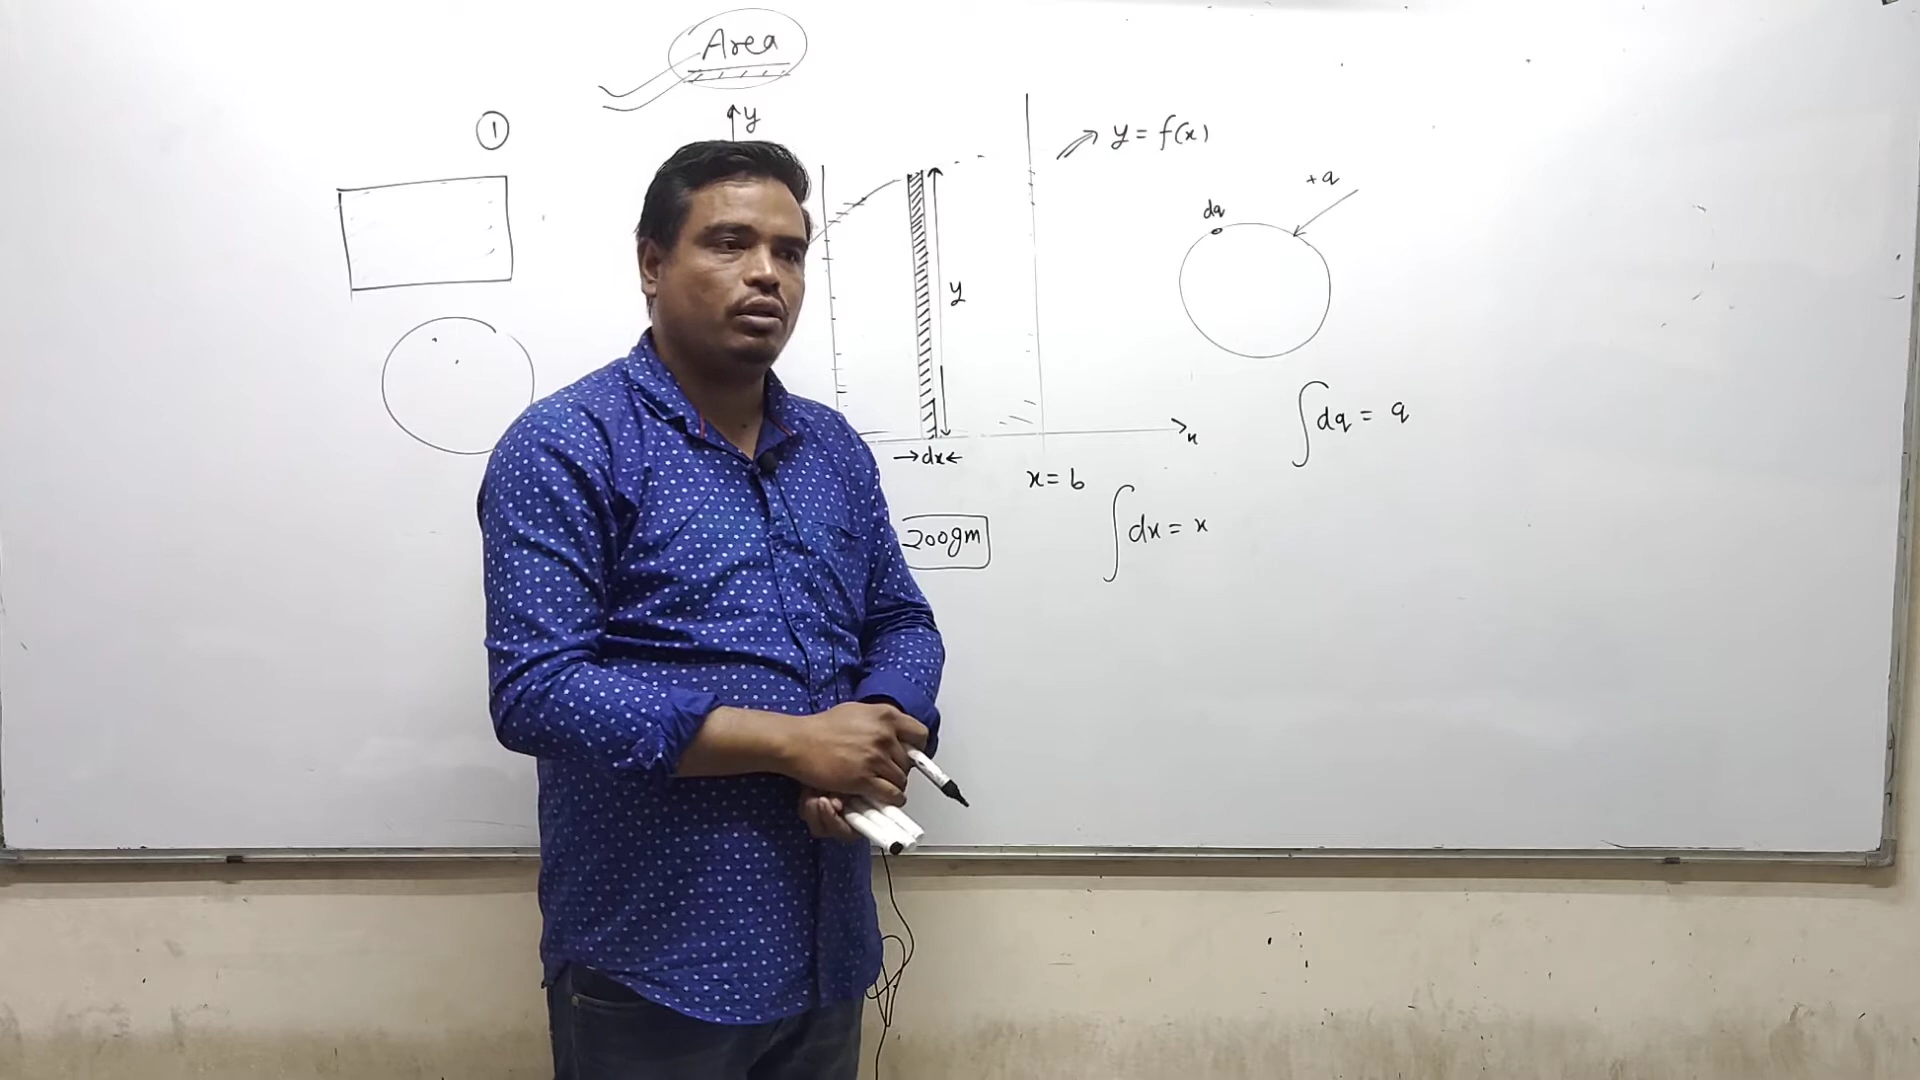 Area
①
y
y = f(x)
+q
dq
y
x
→dx←
x = b
∫dq = q
200gm
∫dx = x